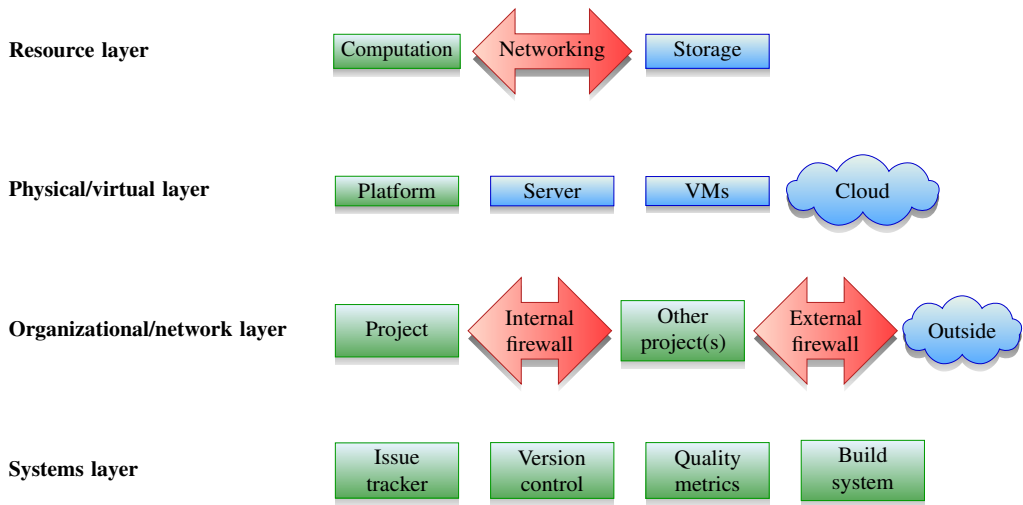 Resource layer
Computation
Networking
Storage
Physical/virtual layer
Platform
Server
VMs
Cloud
Organizational/network layer
Project
Internal
firewall
Other
project(s)
External
firewall
Outside
Systems layer
Issue
tracker
Version
control
Quality
metrics
Build
system